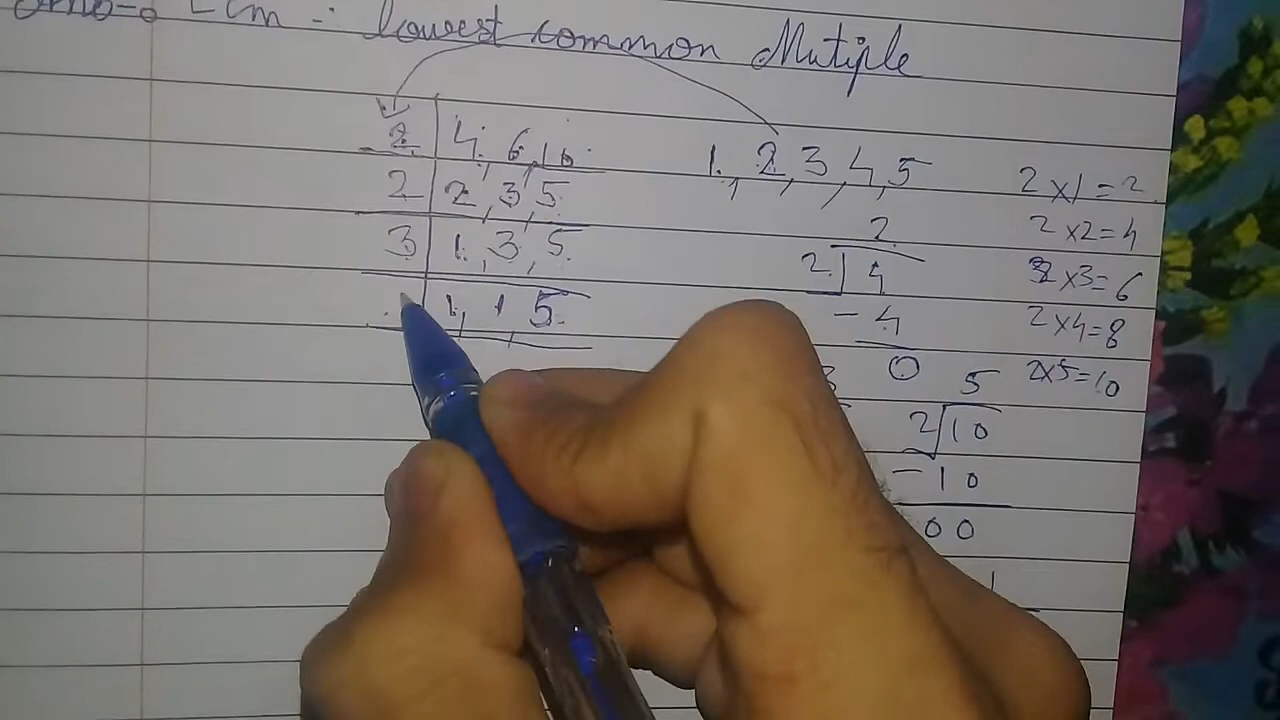 Lcm :- lowest common Mutiple
2 | 4, 6, 10
2 | 2, 3, 5
3 | 1, 3, 5
1, 1 5
1, 2, 3, 4, 5
2
2 | 4
- 4
0
5
2 | 10
- 10
00
1
2 x 1 = 2
2 x 2 = 4
2 x 3 = 6
2 x 4 = 8
2 x 5 = 10